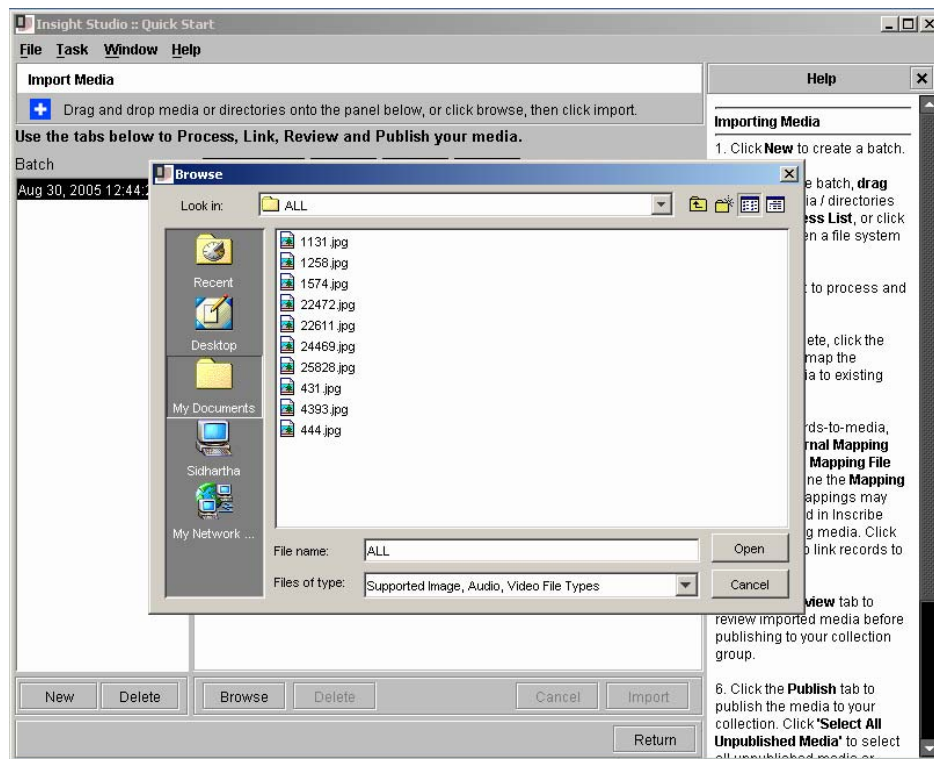 Insight Studio :: Quick Start
File Task Window Help
Import Media
Drag and drop media or directories onto the panel below, or click browse, then click import.
Use the tabs below to Process, Link, Review and Publish your media.
Batch
Aug 30, 2005 12:44:
Browse
Look in:
ALL
Recent
Desktop
My Documents
Sidhartha
My Network ...
1131.jpg
1258.jpg
1574.jpg
22472.jpg
22611.jpg
24469.jpg
25828.jpg
431.jpg
4393.jpg
444.jpg
File name:
ALL
Open
Files of type:
Supported Image, Audio, Video File Types
Cancel
New
Delete
Browse
Delete
Cancel
Import
Return
Help
Importing Media
1. Click New to create a batch.
e batch, drag
ia / directories
ess List, or click
en a file system
t to process and
ete, click the
map the
ia to existing
rds-to-media,
rnal Mapping
Mapping File
ne the Mapping
appings may
d in Inscribe
g media. Click
link records to
view tab to
review imported media before
publishing to your collection
group.
6. Click the Publish tab to
publish the media to your
collection. Click 'Select All
Unpublished Media' to select
all unpublished media or